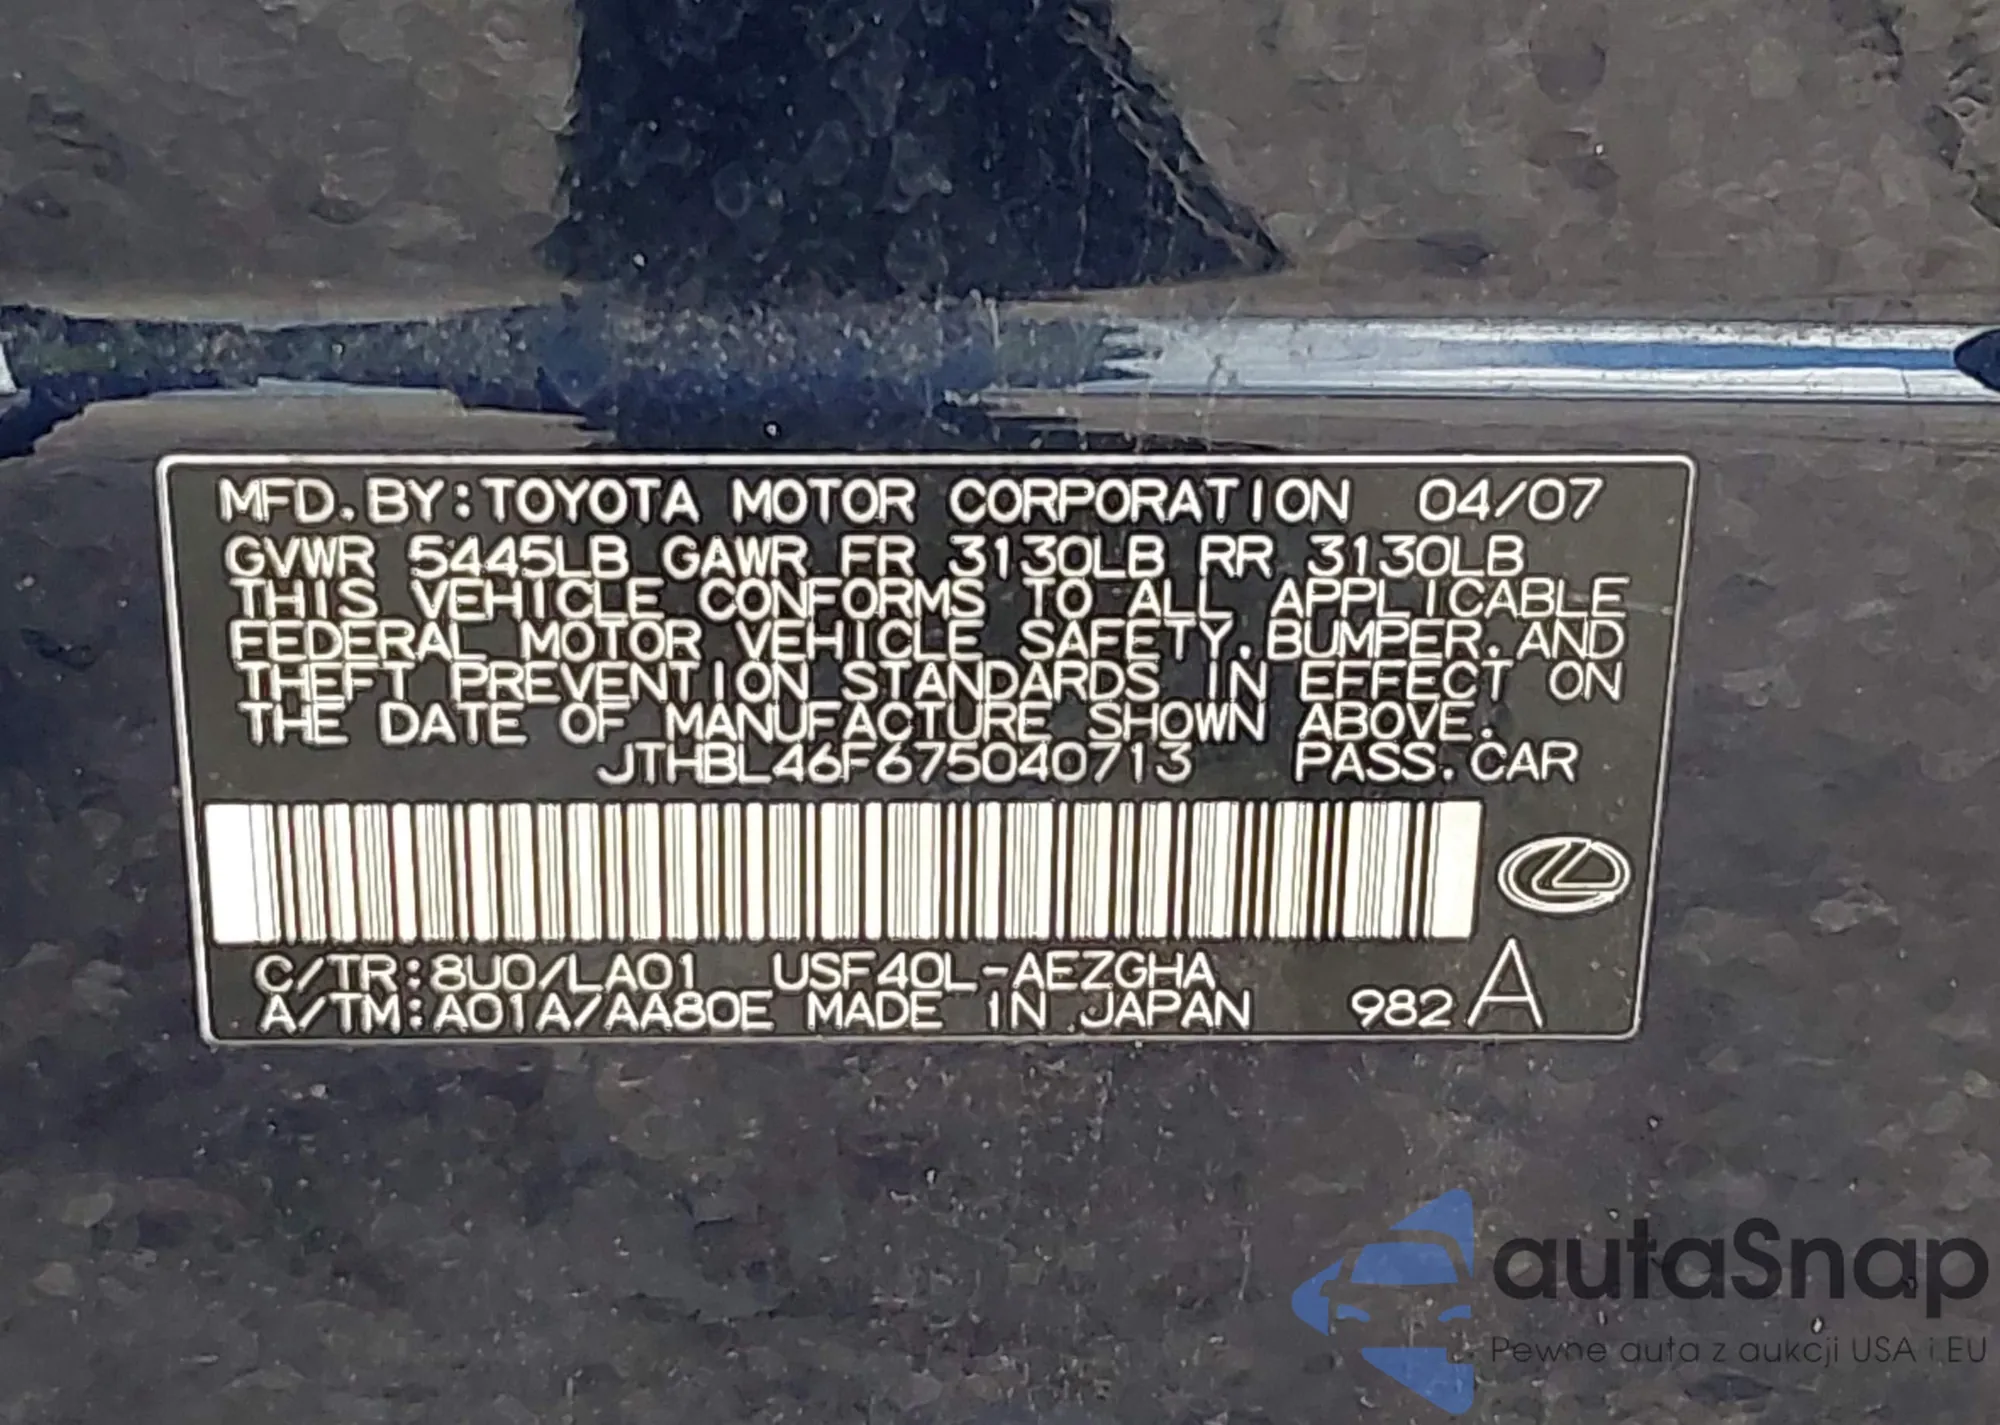 MFD. BY: TOYOTA MOTOR CORPORATION 04/07
GVWR 5445LB GAWR FR 3130LB RR 3130LB
THIS VEHICLE CONFORMS TO ALL APPLICABLE
FEDERAL MOTOR VEHICLE SAFETY, BUMPER, AND
THEFT PREVENTION STANDARDS IN EFFECT ON
THE DATE OF MANUFACTURE SHOWN ABOVE.
JTHBL46F675040713 PASS. CAR
C/TR: 8U0/LA01 USF40L-AEZGHA
A/TM: A01A/AA80E MADE IN JAPAN 982 A
autaSnap
Pewne auta z aukcji USA i EU